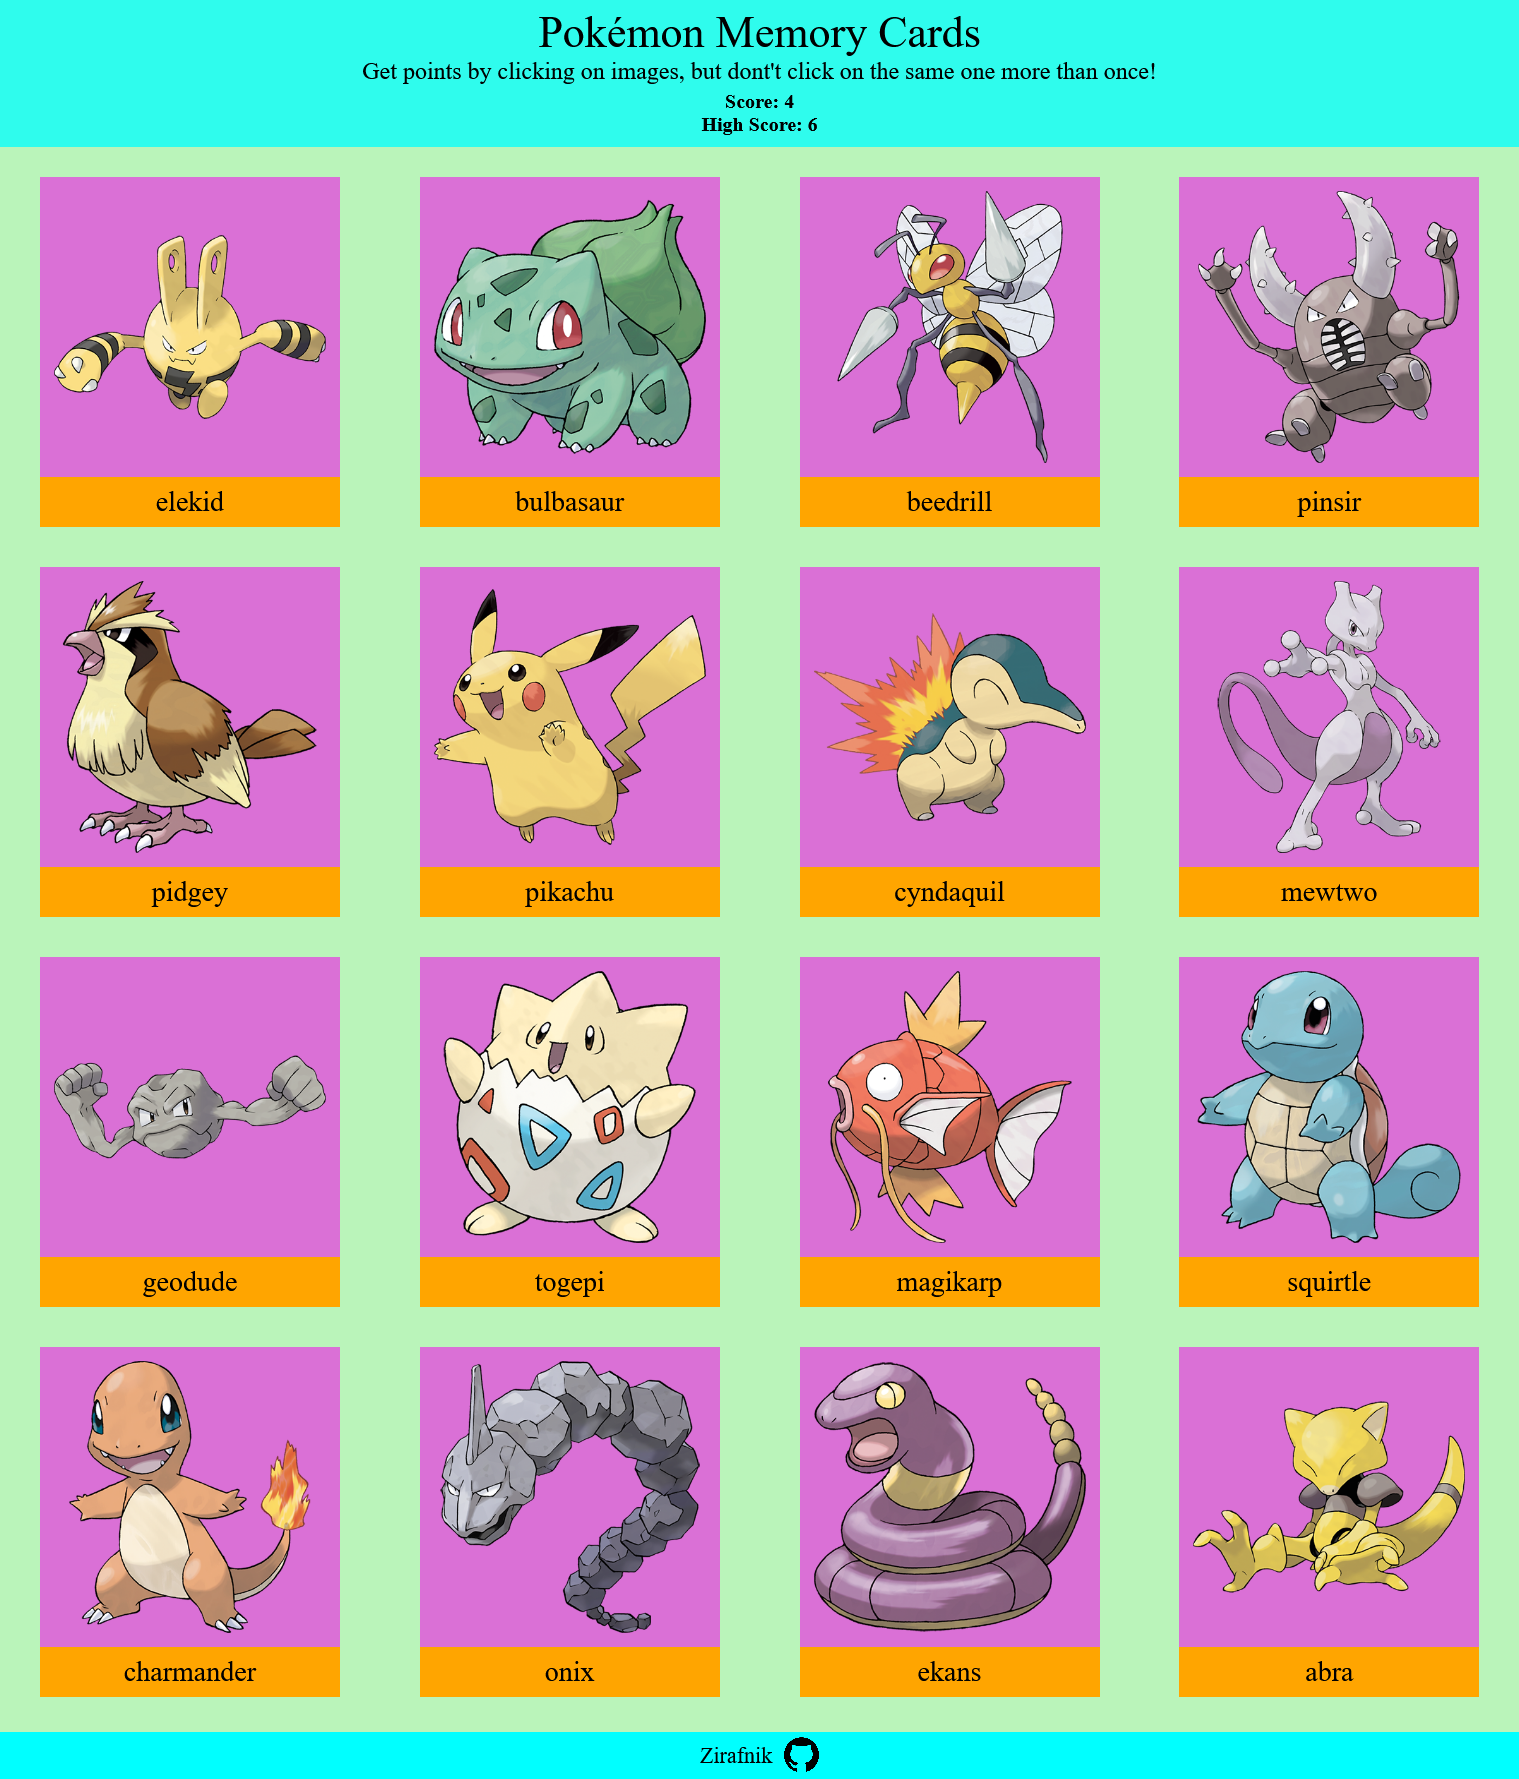 Pokémon Memory Cards
Get points by clicking on images, but dont't click on the same one more than once!
Score: 4
High Score: 6
elekid
bulbasaur
beedrill
pinsir
pidgey
pikachu
cyndaquil
mewtwo
geodude
togepi
magikarp
squirtle
charmander
onix
ekans
abra
Zirafnik